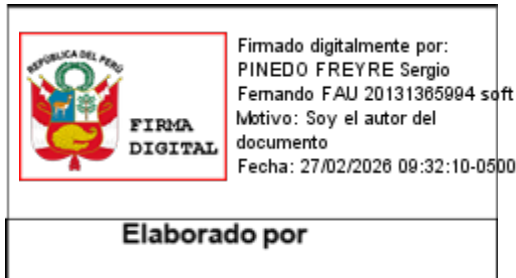 REPÚBLICA DEL PERÚ
FIRMA
DIGITAL
Firmado digitalmente por:
PINEDO FREYRE Sergio
Fernando FAU 20131365994 soft
Motivo: Soy el autor del
documento
Fecha: 27/02/2026 09:32:10-0500
Elaborado por